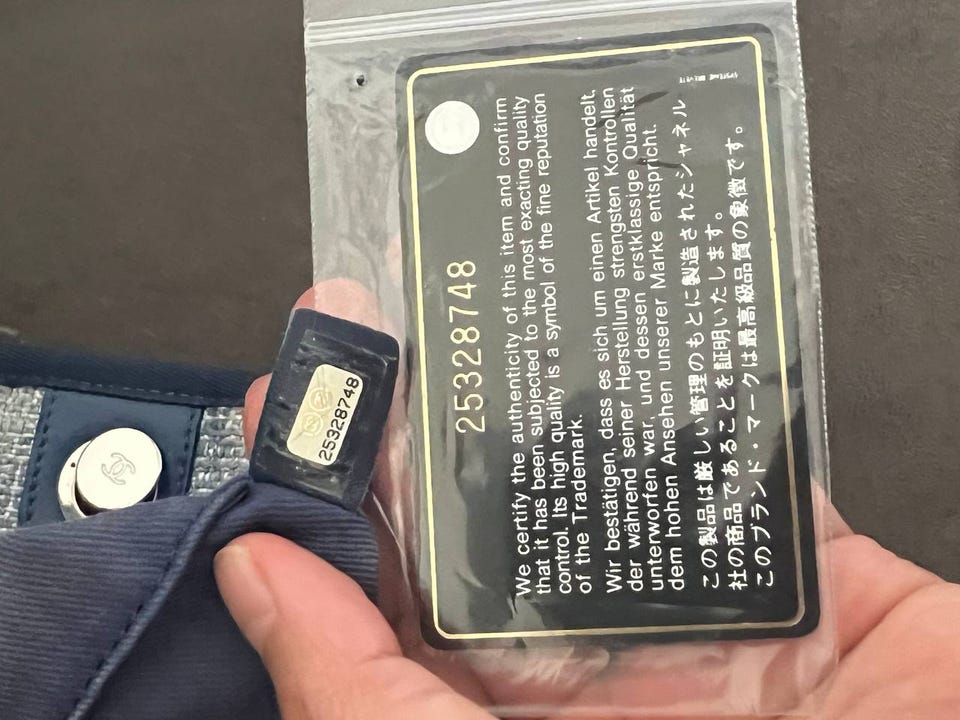 25328748
We certify the authenticity of this item and confirm
that it has been subjected to the most exacting quality
control. Its high quality is a symbol of the fine reputation
of the Trademark.
Wir bestätigen, dass es sich um einen Artikel handelt,
der während seiner Herstellung strengsten Kontrollen
unterworfen war, und dessen erstklassige Qualität
dem hohen Ansehen unserer Marke entspricht.
この製品は厳しい管理のもとに製造されたシャネル
社の商品であることを証明いたします。
このブランド・マークは最高級品質の象徴です。
25328748